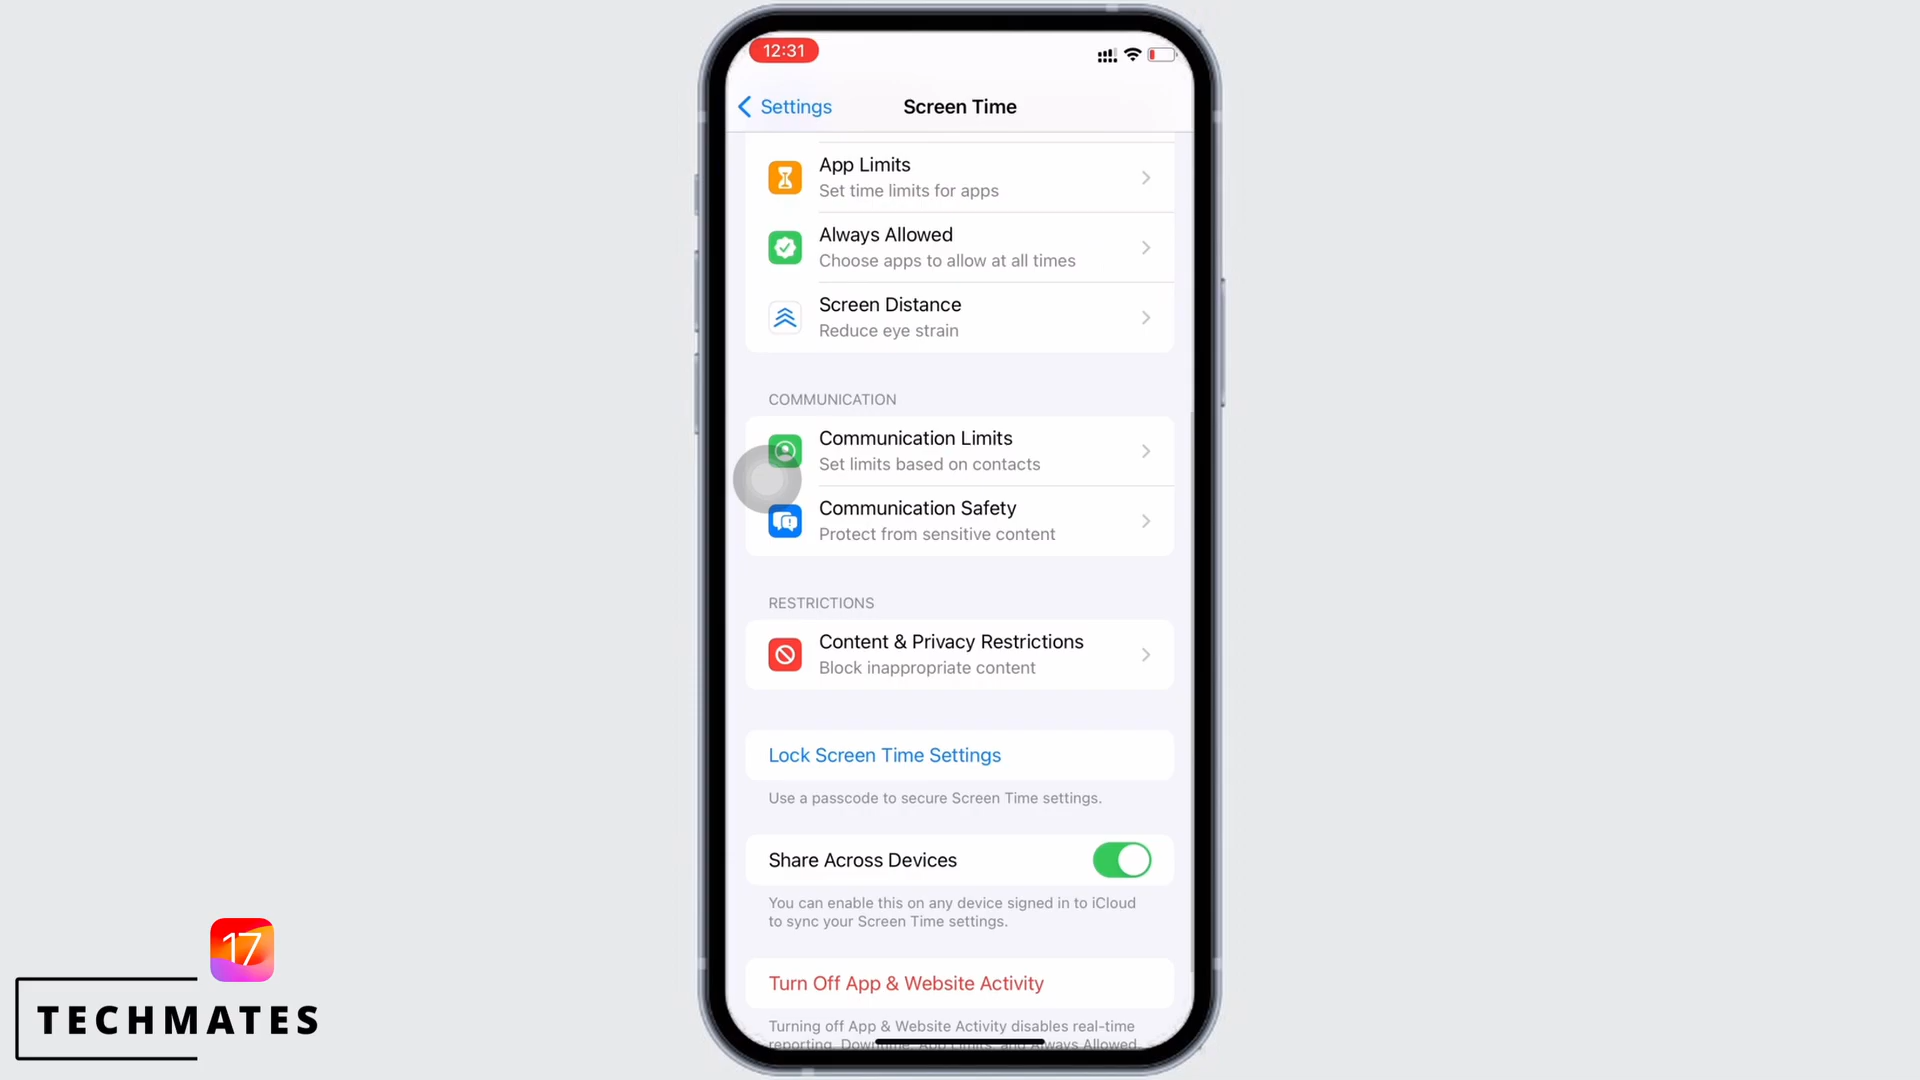 12:31
Settings
Screen Time
App Limits
Set time limits for apps
Always Allowed
Choose apps to allow at all times
Screen Distance
Reduce eye strain
COMMUNICATION
Communication Limits
Set limits based on contacts
Communication Safety
Protect from sensitive content
RESTRICTIONS
Content & Privacy Restrictions
Block inappropriate content
Lock Screen Time Settings
Use a passcode to secure Screen Time settings.
Share Across Devices
You can enable this on any device signed in to iCloud
to sync your Screen Time settings.
Turn Off App & Website Activity
Turning off App & Website Activity disables real-time
reporting, Downtime, App Limits, and Always Allowed.
17
TECHMATES